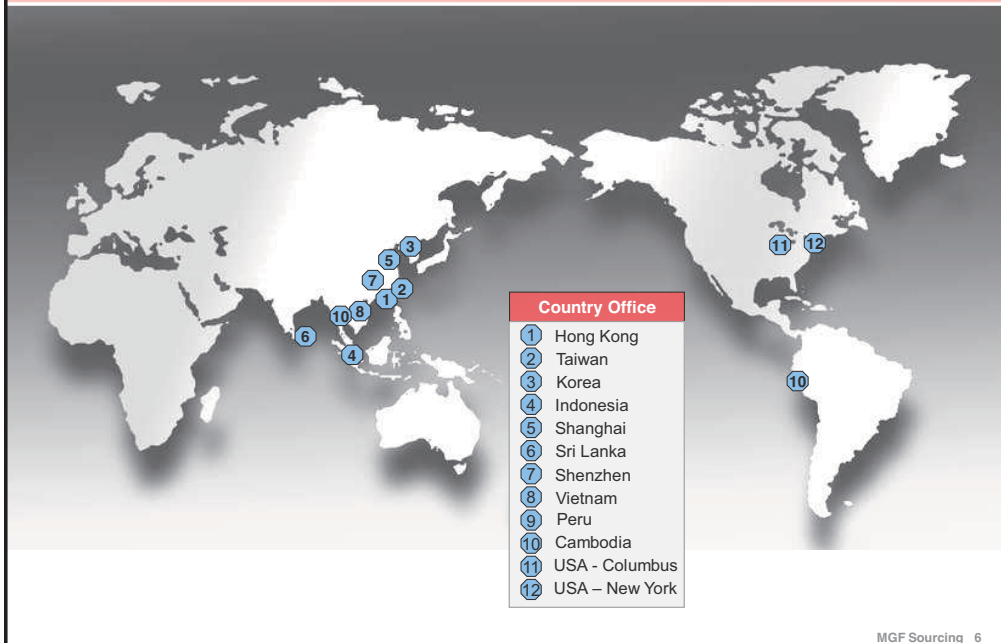 3
5
7
2
1
10
8
6
4
11
12
10
Country Office
1 Hong Kong
2 Taiwan
3 Korea
4 Indonesia
5 Shanghai
6 Sri Lanka
7 Shenzhen
8 Vietnam
9 Peru
10 Cambodia
11 USA - Columbus
12 USA – New York
MGF Sourcing 6